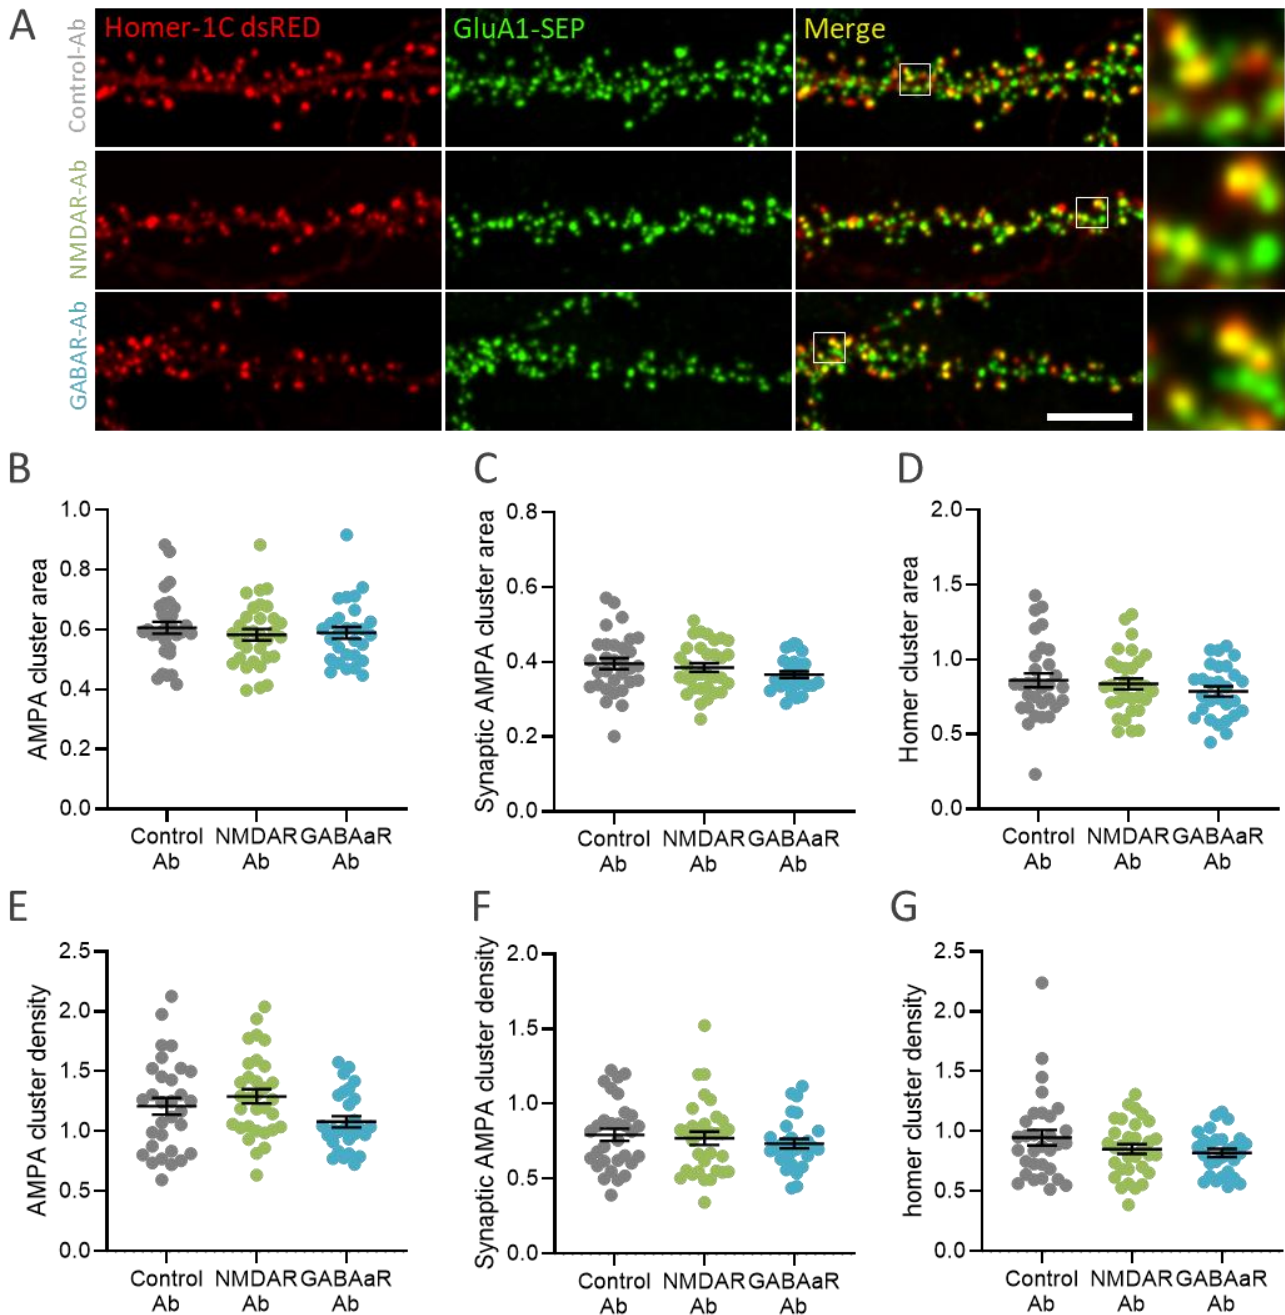 A
Homer-1C dsRED
GluA1-SEP
Merge
Control-Ab
NMDAR-Ab
GABAR-Ab
B
AMPA cluster area
1.0
0.8
0.6
0.4
0.2
0.0
Control Ab
NMDAR Ab
GABAaR Ab
C
Synaptic AMPA cluster area
0.8
0.6
0.4
0.2
0.0
Control Ab
NMDAR Ab
GABAaR Ab
D
Homer cluster area
2.0
1.5
1.0
0.5
0.0
Control Ab
NMDAR Ab
GABAaR Ab
E
AMPA cluster density
2.5
2.0
1.5
1.0
0.5
0.0
Control Ab
NMDAR Ab
GABAaR Ab
F
Synaptic AMPA cluster density
2.0
1.5
1.0
0.5
0.0
Control Ab
NMDAR Ab
GABAaR Ab
G
homer cluster density
2.5
2.0
1.5
1.0
0.5
0.0
Control Ab
NMDAR Ab
GABAaR Ab